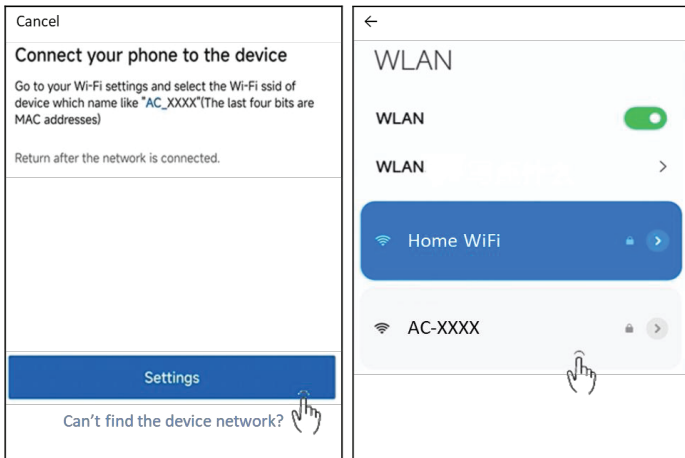 Cancel
Connect your phone to the device
Go to your Wi-Fi settings and select the Wi-Fi ssid of
device which name like "AC_XXXX"(The last four bits are
MAC addresses)
Return after the network is connected.
Settings
Can't find the device network?
WLAN
WLAN
WLAN
Home WiFi
AC-XXXX